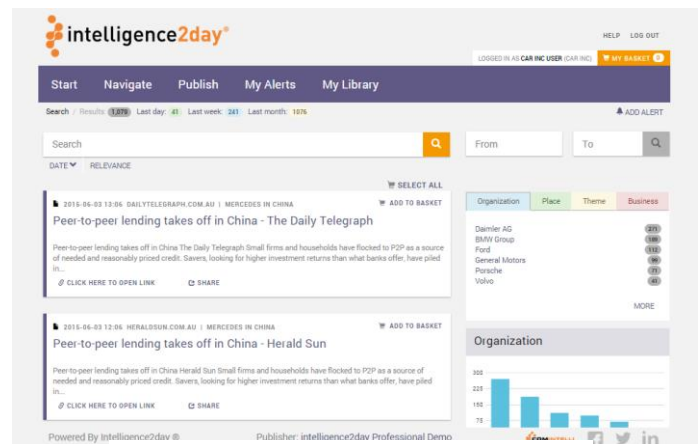 intelligence2day®
HELP LOG OUT
LOGGED IN AS CAR INC USER (CAR INC) MY BASKET 0
Start Navigate Publish My Alerts My Library
Search / Results 1,079 Last day: 41 Last week: 241 Last month: 1076
ADD ALERT
Search
From To
DATE RELEVANCE
SELECT ALL
2015-06-03 13:06 DAILYTELEGRAPH.COM.AU | MERCEDES IN CHINA ADD TO BASKET
Peer-to-peer lending takes off in China - The Daily Telegraph
Peer-to-peer lending takes off in China The Daily Telegraph Small firms and households have flocked to P2P as a source
of needed and reasonably priced credit. Savers, looking for higher investment returns than what banks offer, have piled
in...
CLICK HERE TO OPEN LINK SHARE
2015-06-03 12:06 HERALDSUN.COM.AU | MERCEDES IN CHINA ADD TO BASKET
Peer-to-peer lending takes off in China - Herald Sun
Peer-to-peer lending takes off in China Herald Sun Small firms and households have flocked to P2P as a source of
needed and reasonably priced credit. Savers, looking for higher investment returns than what banks offer, have piled
in...
CLICK HERE TO OPEN LINK SHARE
Organization Place Theme Business
Daimler AG 271
BMW Group
Ford 112
General Motors
Porsche 71
Volvo
MORE
Organization
300
225
150
75
Powered By Intelligence2day ®
Publisher: intelligence2day Professional Demo
COMINTELLI